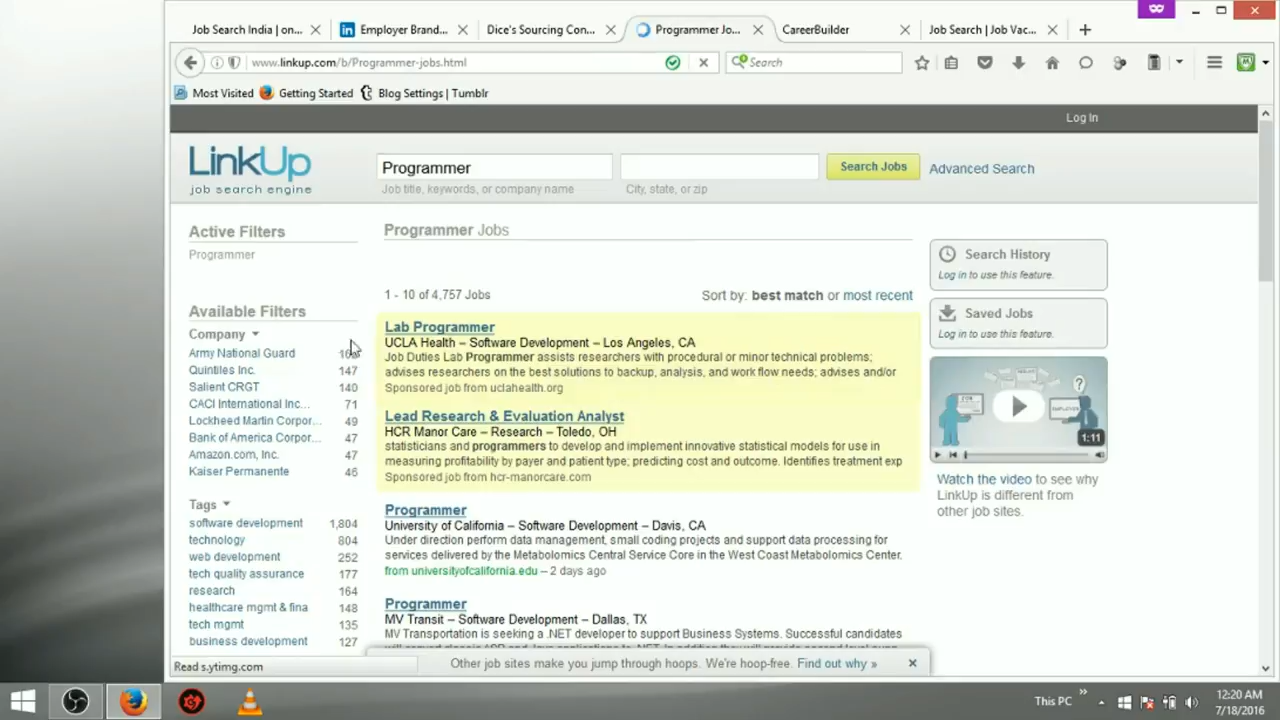 Job Search India | on...
Employer Brand...
Dice's Sourcing Con...
Programmer Jo...
CareerBuilder
Job Search | Job Vac...
www.linkup.com/b/Programmer-jobs.html
Search
Most Visited
Getting Started
Blog Settings | Tumblr
Log In
LinkUp
job search engine
Programmer
Search Jobs
Advanced Search
Job title, keywords, or company name
City, state, or zip
Active Filters
Programmer
Available Filters
Company
Army National Guard
Quintiles Inc. 147
Salient CRGT 140
CACI International Inc... 71
Lockheed Martin Corpor... 49
Bank of America Corpor... 47
Amazon.com, Inc. 47
Kaiser Permanente 46
Tags
software development 1,804
technology 804
web development 252
tech quality assurance 177
research 164
healthcare mgmt & fina 148
tech mgmt 135
business development 127
Programmer Jobs
1 - 10 of 4,757 Jobs
Sort by: best match or most recent
Lab Programmer
UCLA Health – Software Development – Los Angeles, CA
Job Duties Lab Programmer assists researchers with procedural or minor technical problems;
advises researchers on the best solutions to backup, analysis, and work flow needs; advises and/or
Sponsored job from uclahealth.org
Lead Research & Evaluation Analyst
HCR Manor Care – Research – Toledo, OH
statisticians and programmers to develop and implement innovative statistical models for use in
measuring profitability by payer and patient type; predicting cost and outcome. Identifies treatment exp
Sponsored job from hcr-manorcare.com
Programmer
University of California – Software Development – Davis, CA
Under direction perform data management, small coding projects and support data processing for
services delivered by the Metabolomics Central Service Core in the West Coast Metabolomics Center.
from universityofcalifornia.edu – 2 days ago
Programmer
MV Transit – Software Development – Dallas, TX
MV Transportation is seeking a .NET developer to support Business Systems. Successful candidates
Search History
Log in to use this feature.
Saved Jobs
Log in to use this feature.
?
1:11
Watch the video to see why
LinkUp is different from
other job sites.
Other job sites make you jump through hoops. We're hoop-free. Find out why »
Read s.ytimg.com
This PC
12:20 AM
7/18/2016